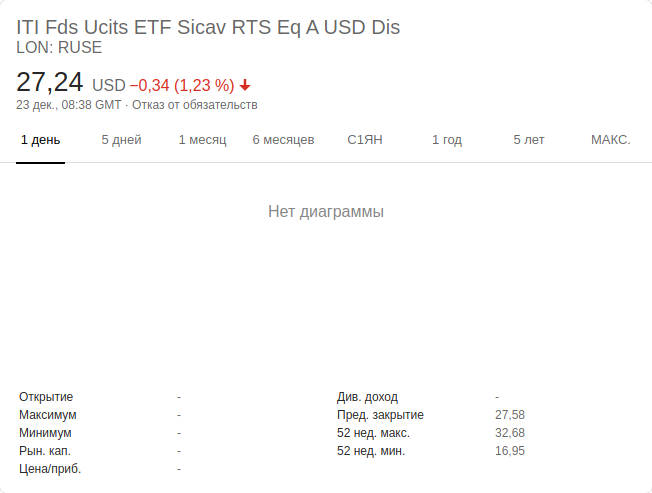 ITI Fds Ucits ETF Sicav RTS Eq A USD Dis
LON: RUSE
27,24 USD −0,34 (1,23 %)
23 дек., 08:38 GMT · Отказ от обязательств
1 день 5 дней 1 месяц 6 месяцев С1ЯН 1 год 5 лет МАКС.
Нет диаграммы
Открытие - Див. доход -
Максимум - Пред. закрытие 27,58
Минимум - 52 нед. макс. 32,68
Рын. кап. - 52 нед. мин. 16,95
Цена/приб. -